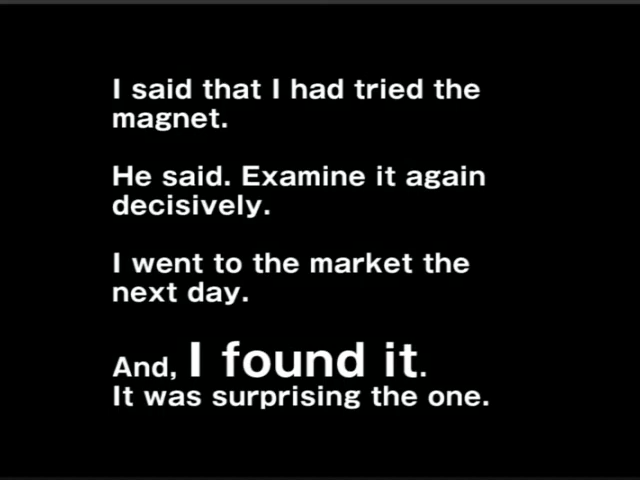 I said that I had tried the
magnet.
He said. Examine it again
decisively.
I went to the market the
next day.
And, I found it.
It was surprising the one.